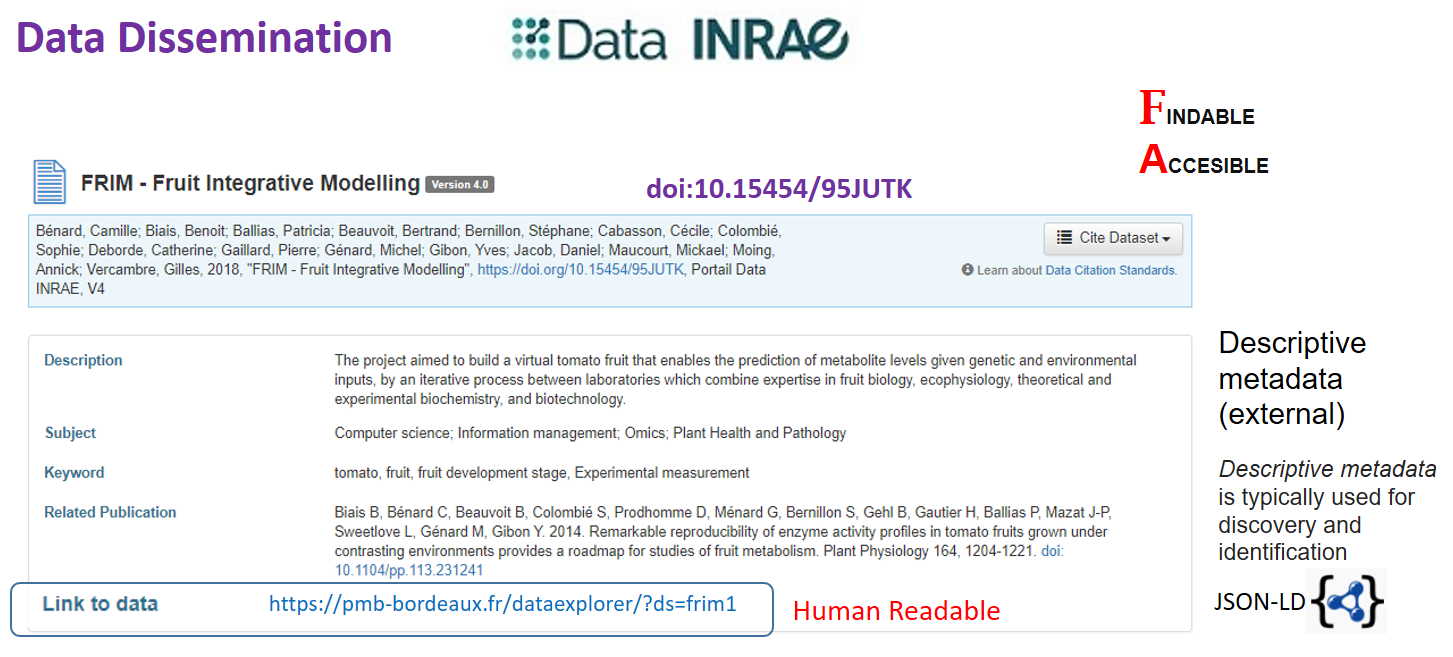 Data Dissemination
Data INRAE
FINDABLE
ACCESIBLE
FRIM - Fruit Integrative Modelling Version 4.0
doi:10.15454/95JUTK
Bénard, Camille; Biais, Benoit; Ballias, Patricia; Beauvoit, Bertrand; Bernillon, Stéphane; Cabasson, Cécile; Colombié,
Sophie; Deborde, Catherine; Gaillard, Pierre; Génard, Michel; Gibon, Yves; Jacob, Daniel; Maucourt, Mickael; Moing,
Annick; Vercambre, Gilles, 2018, "FRIM - Fruit Integrative Modelling", https://doi.org/10.15454/95JUTK, Portail Data
INRAE, V4
Cite Dataset
Learn about Data Citation Standards.
Description
The project aimed to build a virtual tomato fruit that enables the prediction of metabolite levels given genetic and environmental
inputs, by an iterative process between laboratories which combine expertise in fruit biology, ecophysiology, theoretical and
experimental biochemistry, and biotechnology.
Subject
Computer science; Information management; Omics; Plant Health and Pathology
Keyword
tomato, fruit, fruit development stage, Experimental measurement
Related Publication
Biais B, Bénard C, Beauvoit B, Colombié S, Prodhomme D, Ménard G, Bernillon S, Gehl B, Gautier H, Ballias P, Mazat J-P,
Sweetlove L, Génard M, Gibon Y. 2014. Remarkable reproducibility of enzyme activity profiles in tomato fruits grown under
contrasting environments provides a roadmap for studies of fruit metabolism. Plant Physiology 164, 1204-1221. doi:
10.1104/pp.113.231241
Link to data
https://pmb-bordeaux.fr/dataexplorer/?ds=frim1
Human Readable
Descriptive
metadata
(external)
Descriptive metadata
is typically used for
discovery and
identification
JSON-LD